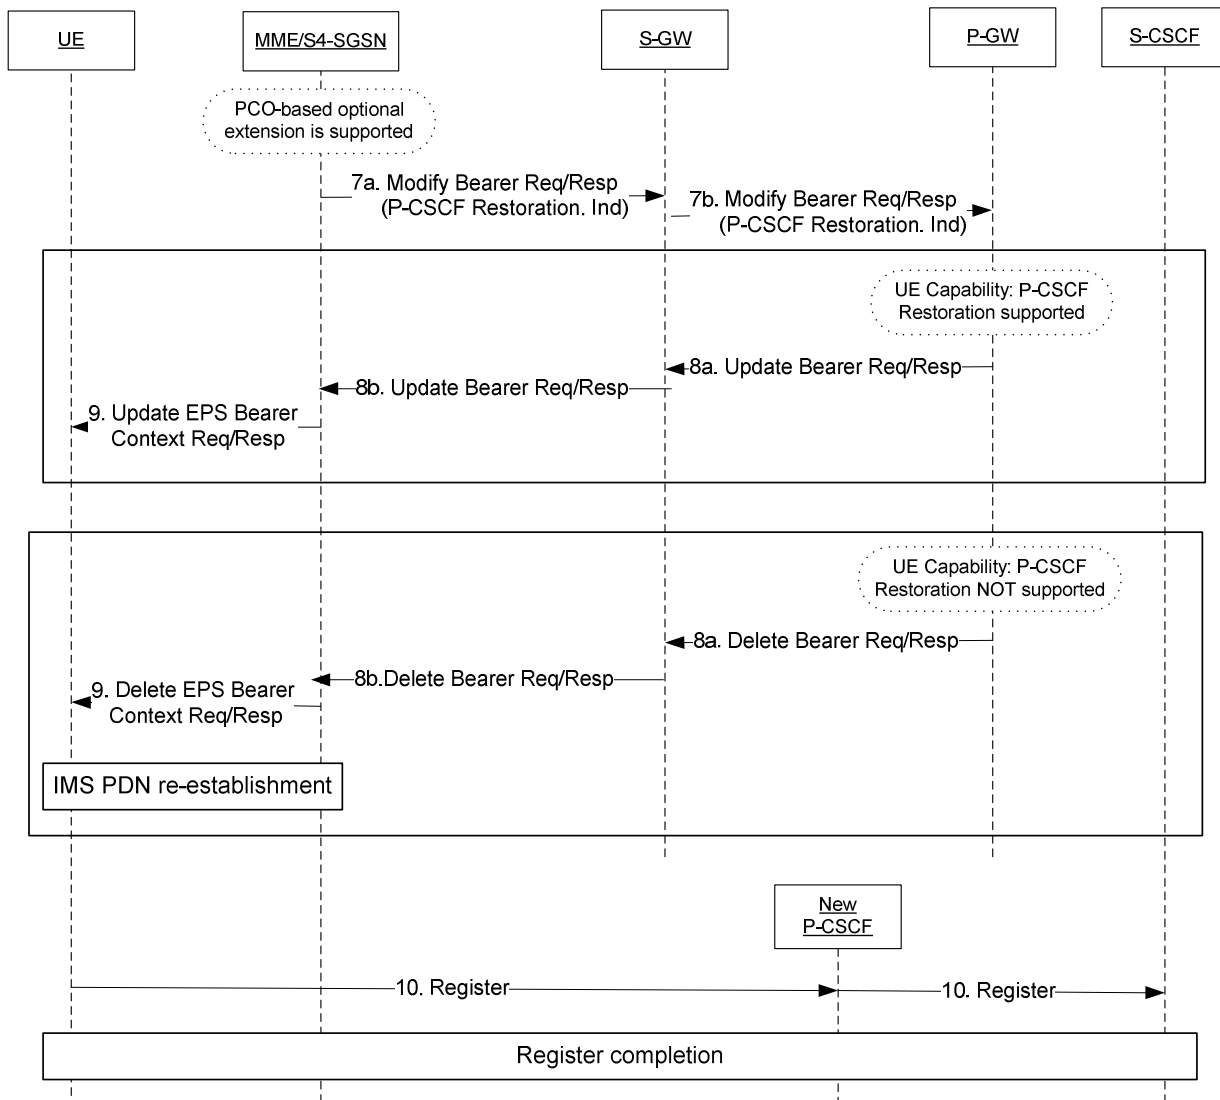 UE
MME/S4-SGSN
S-GW
P-GW
S-CSCF
PCO-based optional
extension is supported
7a. Modify Bearer Req/Resp
(P-CSCF Restoration. Ind)
7b. Modify Bearer Req/Resp
(P-CSCF Restoration. Ind)
UE Capability: P-CSCF
Restoration supported
8a. Update Bearer Req/Resp
8b. Update Bearer Req/Resp
9. Update EPS Bearer
Context Req/Resp
UE Capability: P-CSCF
Restoration NOT supported
8a. Delete Bearer Req/Resp
8b.Delete Bearer Req/Resp
9. Delete EPS Bearer
Context Req/Resp
IMS PDN re-establishment
New
P-CSCF
10. Register
10. Register
Register completion